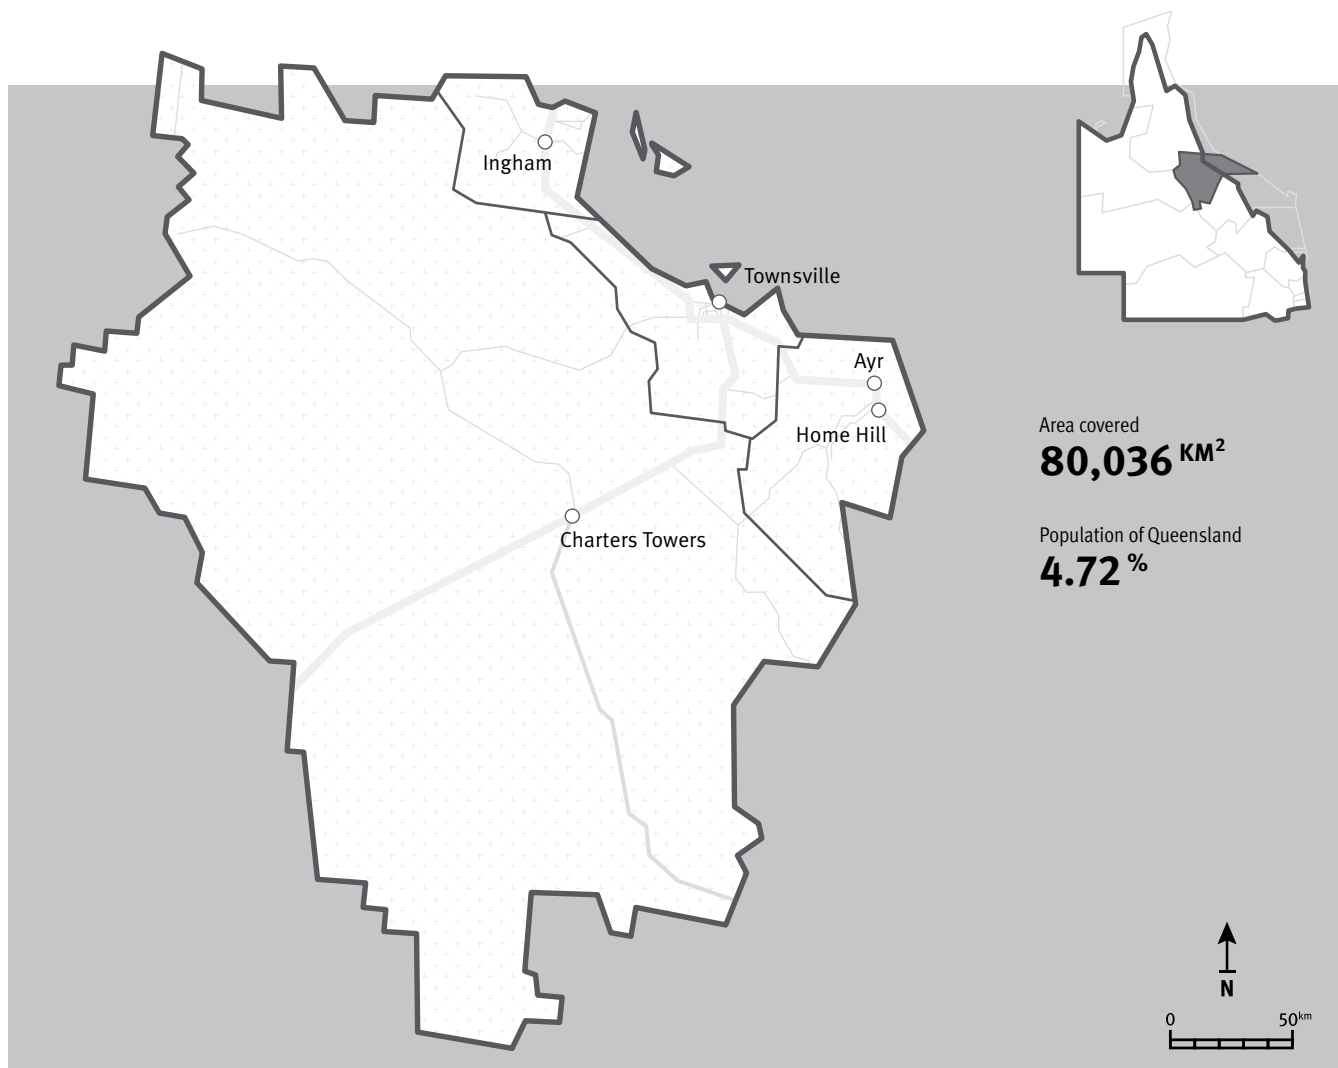 Ingham
Townsville
Ayr
Home Hill
Charters Towers
Area covered
80,036 KM²
Population of Queensland
4.72 %
N
0 50km